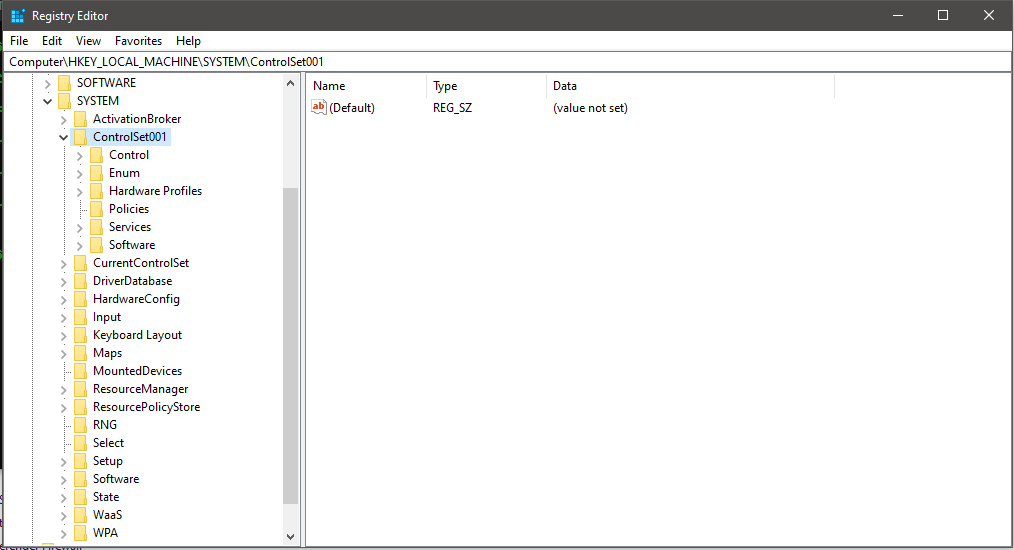 Registry Editor
File Edit View Favorites Help
Computer\HKEY_LOCAL_MACHINE\SYSTEM\ControlSet001
SOFTWARE
SYSTEM
ActivationBroker
ControlSet001
Control
Enum
Hardware Profiles
Policies
Services
Software
CurrentControlSet
DriverDatabase
HardwareConfig
Input
Keyboard Layout
Maps
MountedDevices
ResourceManager
ResourcePolicyStore
RNG
Select
Setup
Software
State
WaaS
WPA
Name Type Data
ab (Default) REG_SZ (value not set)